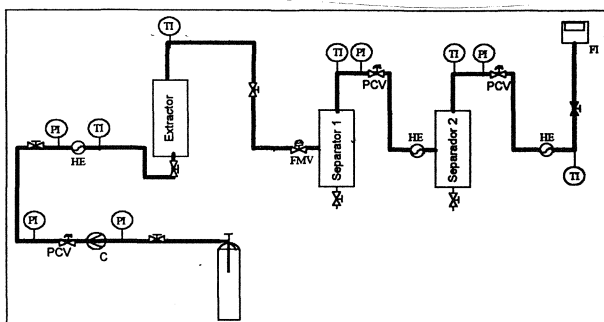 TI
TI
PI
PCV
TI
PI
PCV
FI
Extractor
PI
HE
TI
FMV
Separator 1
HE
Separador 2
HE
TI
PI
PCV
C
PI